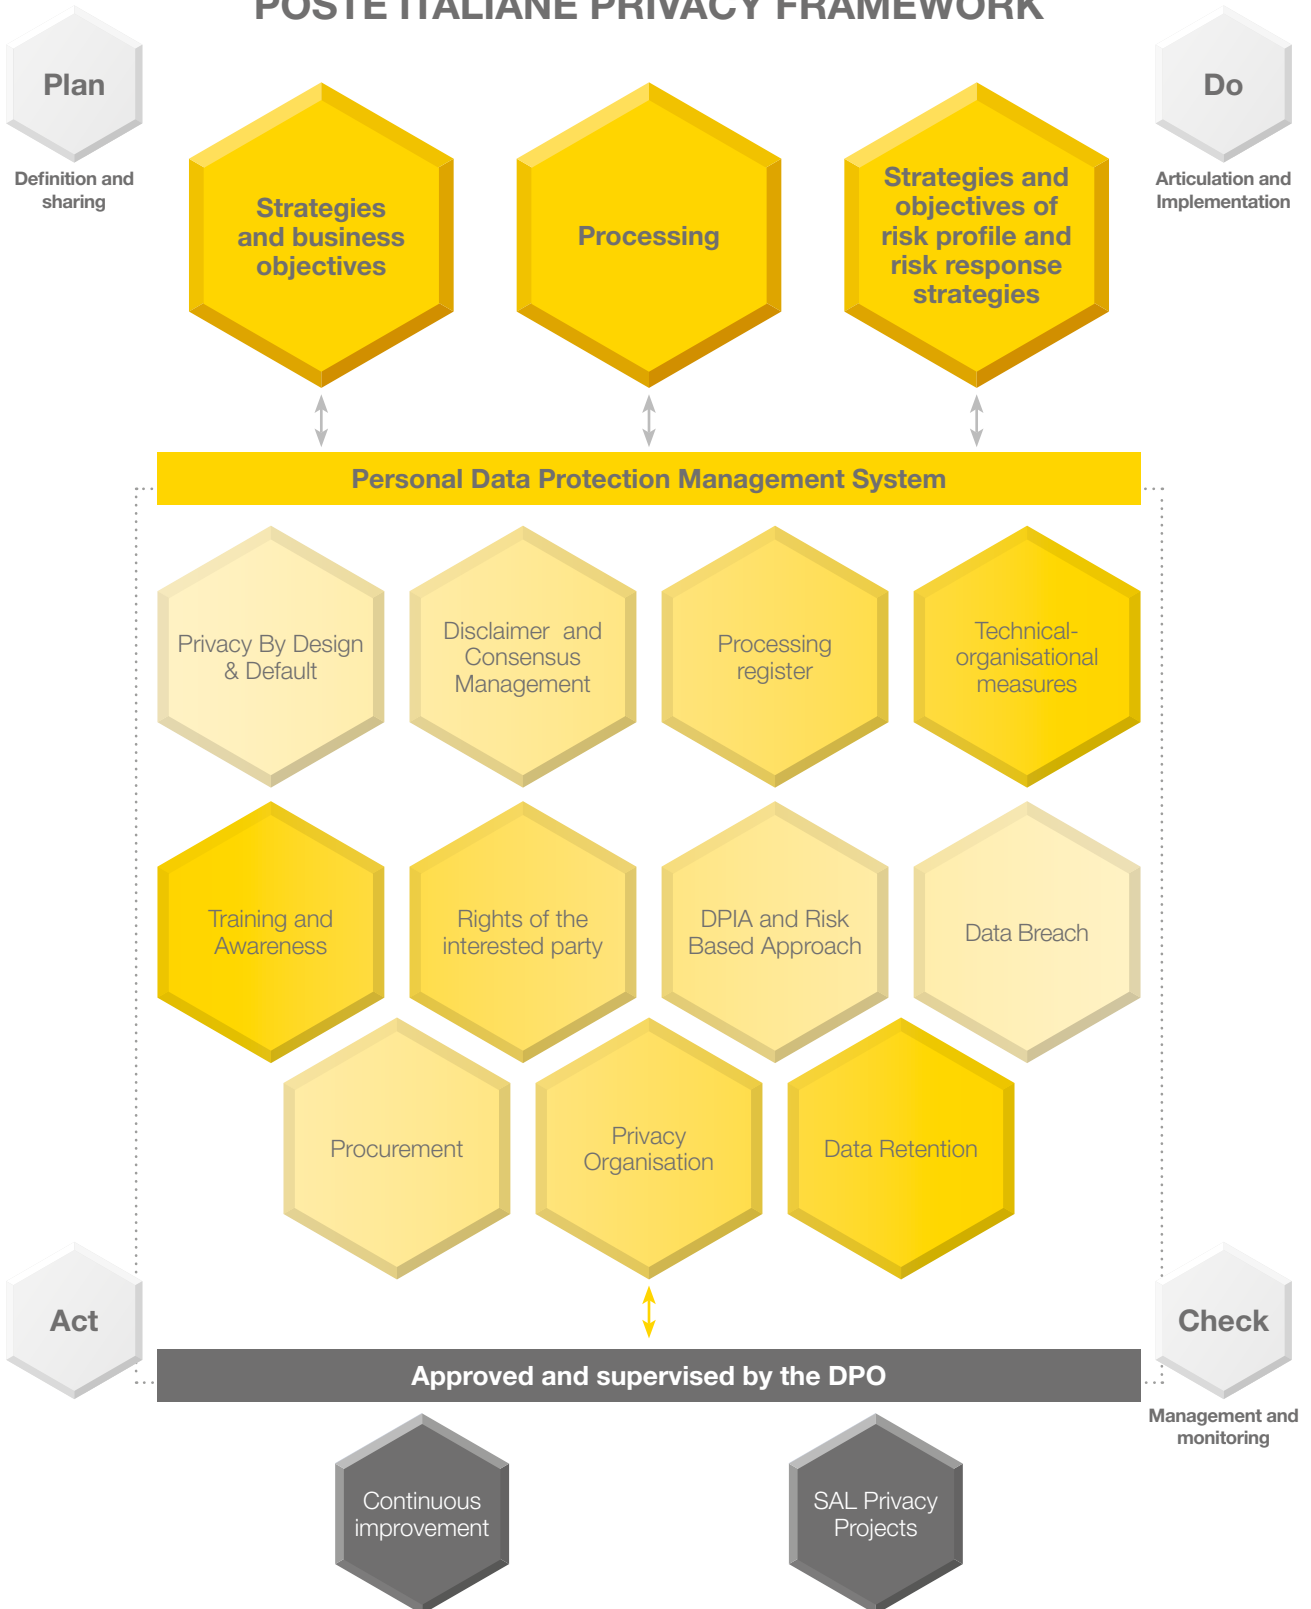 POSTE ITALIANE PRIVACY FRAMEWORK
Plan
Definition and
sharing
Do
Articulation and
Implementation
Strategies
and business
objectives
Processing
Strategies and
objectives of
risk profile and
risk response
strategies
Personal Data Protection Management System
Privacy By Design
& Default
Disclaimer and
Consensus
Management
Processing
register
Technical-
organisational
measures
Training and
Awareness
Rights of the
interested party
DPIA and Risk
Based Approach
Data Breach
Procurement
Privacy
Organisation
Data Retention
Act
Check
Management and
monitoring
Approved and supervised by the DPO
Continuous
improvement
SAL Privacy
Projects